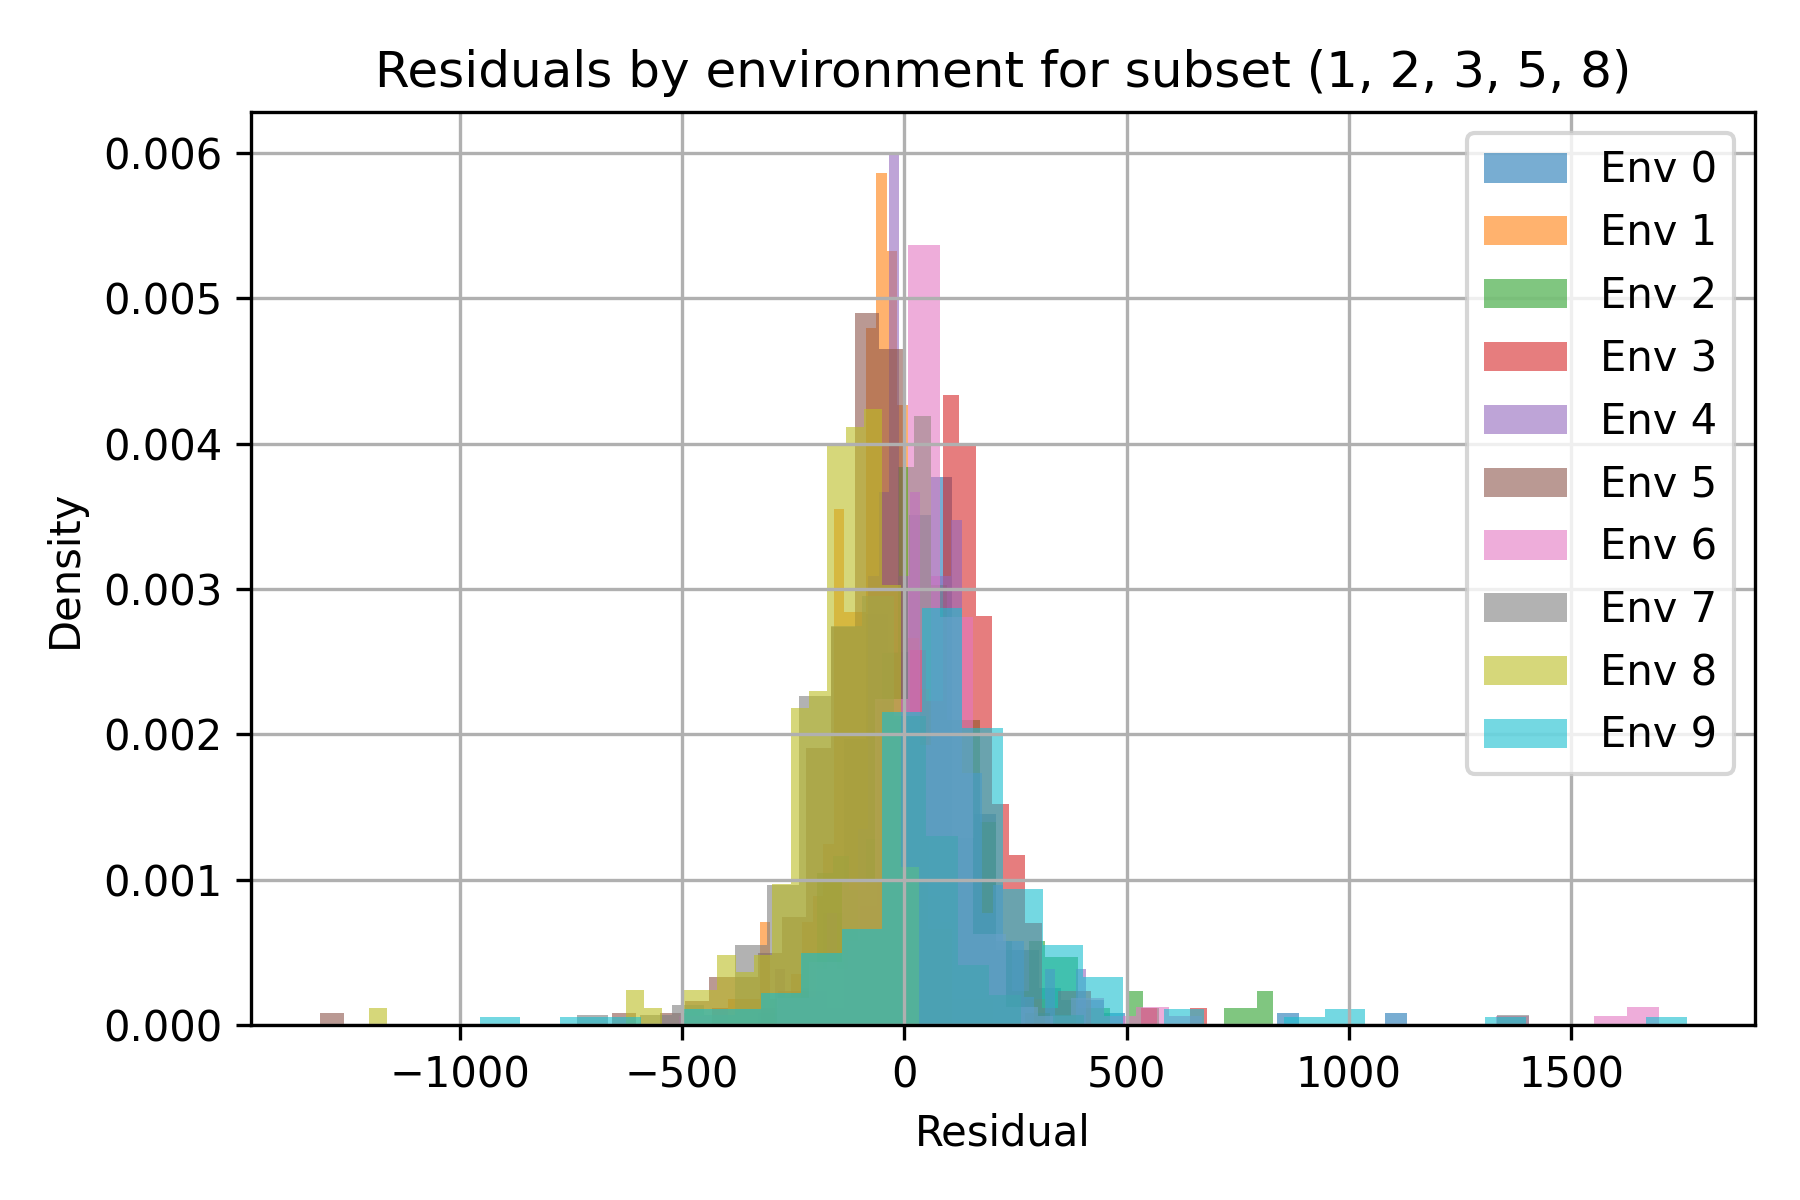 Residuals by environment for subset (1, 2, 3, 5, 8)
0.006
0.005
0.004
0.003
0.002
0.001
0.000
Density
−1000
−500
0
500
1000
1500
Residual
Env 0
Env 1
Env 2
Env 3
Env 4
Env 5
Env 6
Env 7
Env 8
Env 9